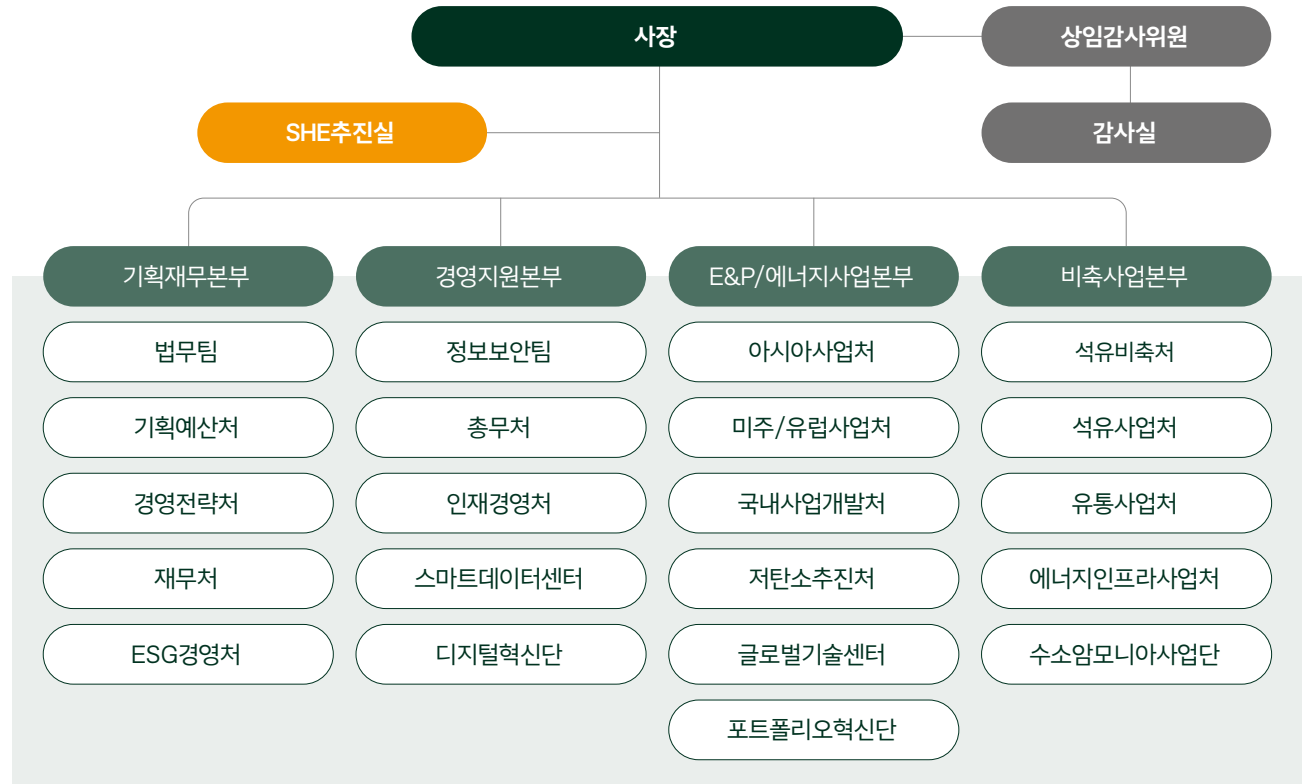 사장
상임감사위원
SHE추진실
감사실
기획재무본부
경영지원본부
E&P/에너지사업본부
비축사업본부
법무팀
정보보안팀
아시아사업처
석유비축처
기획예산처
총무처
미주/유럽사업처
석유사업처
경영전략처
인재경영처
국내사업개발처
유통사업처
재무처
스마트데이터센터
저탄소추진처
에너지인프라사업처
ESG경영처
디지털혁신단
글로벌기술센터
수소암모니아사업단
포트폴리오혁신단